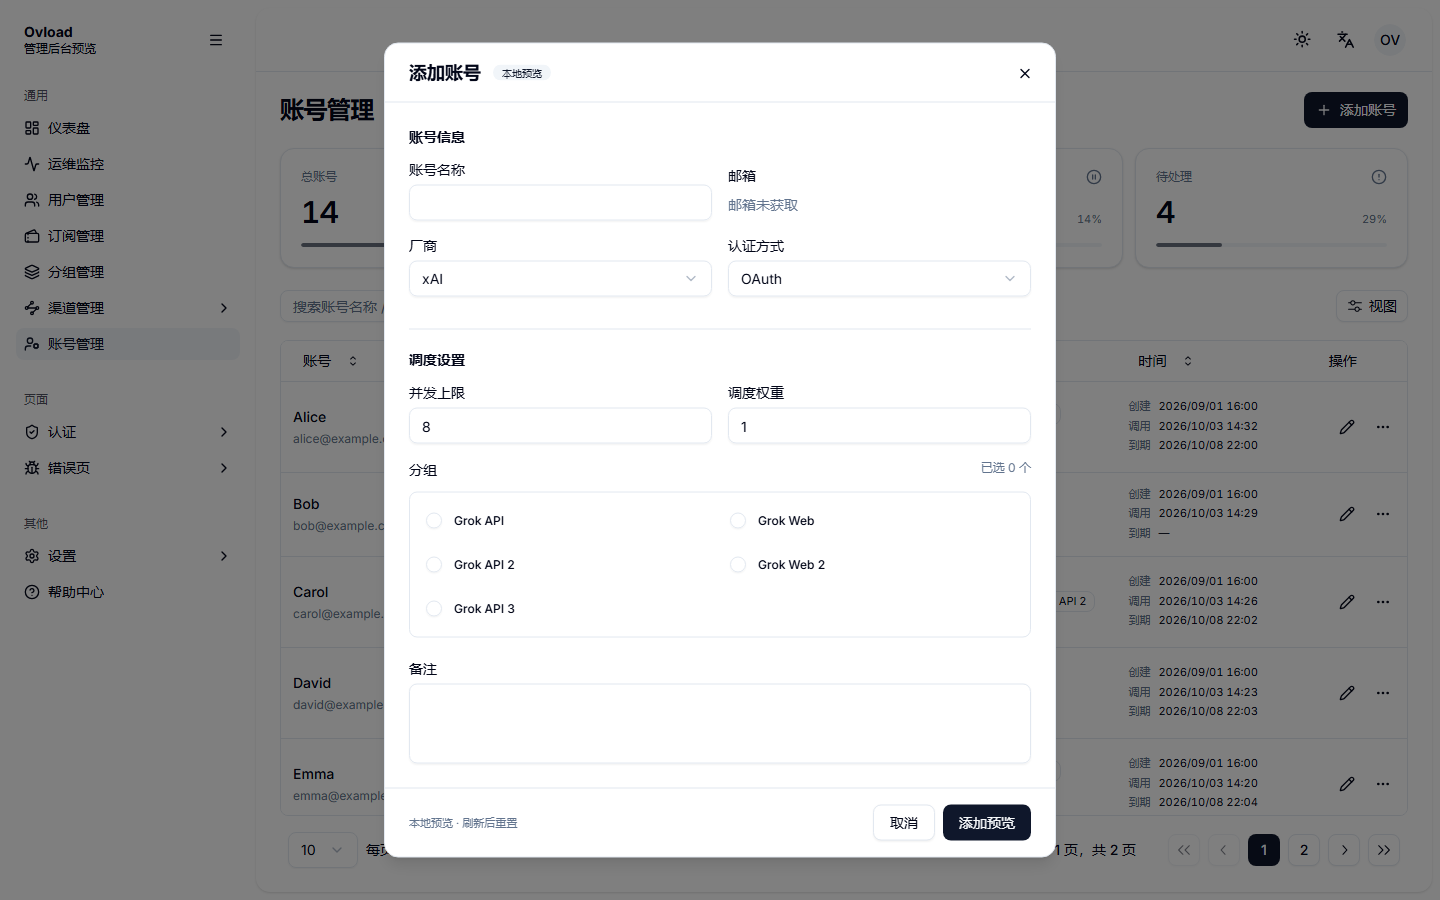 Ovload
管理后台预览
通用
仪表盘
运维监控
用户管理
订阅管理
分组管理
渠道管理
账号管理
页面
认证
错误页
其他
设置
帮助中心
OV
账号管理
添加账号
总账号
14
14%
待处理
4
29%
搜索账号名称 /
视图
账号
时间
操作
Alice
alice@example.
创建 2026/09/01 16:00
调用 2026/10/03 14:32
到期 2026/10/08 22:00
Bob
bob@example.c
创建 2026/09/01 16:00
调用 2026/10/03 14:29
到期 —
Carol
carol@example.
API 2
创建 2026/09/01 16:00
调用 2026/10/03 14:26
到期 2026/10/08 22:02
David
david@example
创建 2026/09/01 16:00
调用 2026/10/03 14:23
到期 2026/10/08 22:03
Emma
emma@example
创建 2026/09/01 16:00
调用 2026/10/03 14:20
到期 2026/10/08 22:04
10
每页
1 页，共 2 页
1
2
添加账号
本地预览
账号信息
账号名称
邮箱
邮箱未获取
厂商
认证方式
xAI
OAuth
调度设置
并发上限
调度权重
8
1
分组
已选 0 个
Grok API
Grok Web
Grok API 2
Grok Web 2
Grok API 3
备注
本地预览 · 刷新后重置
取消
添加预览